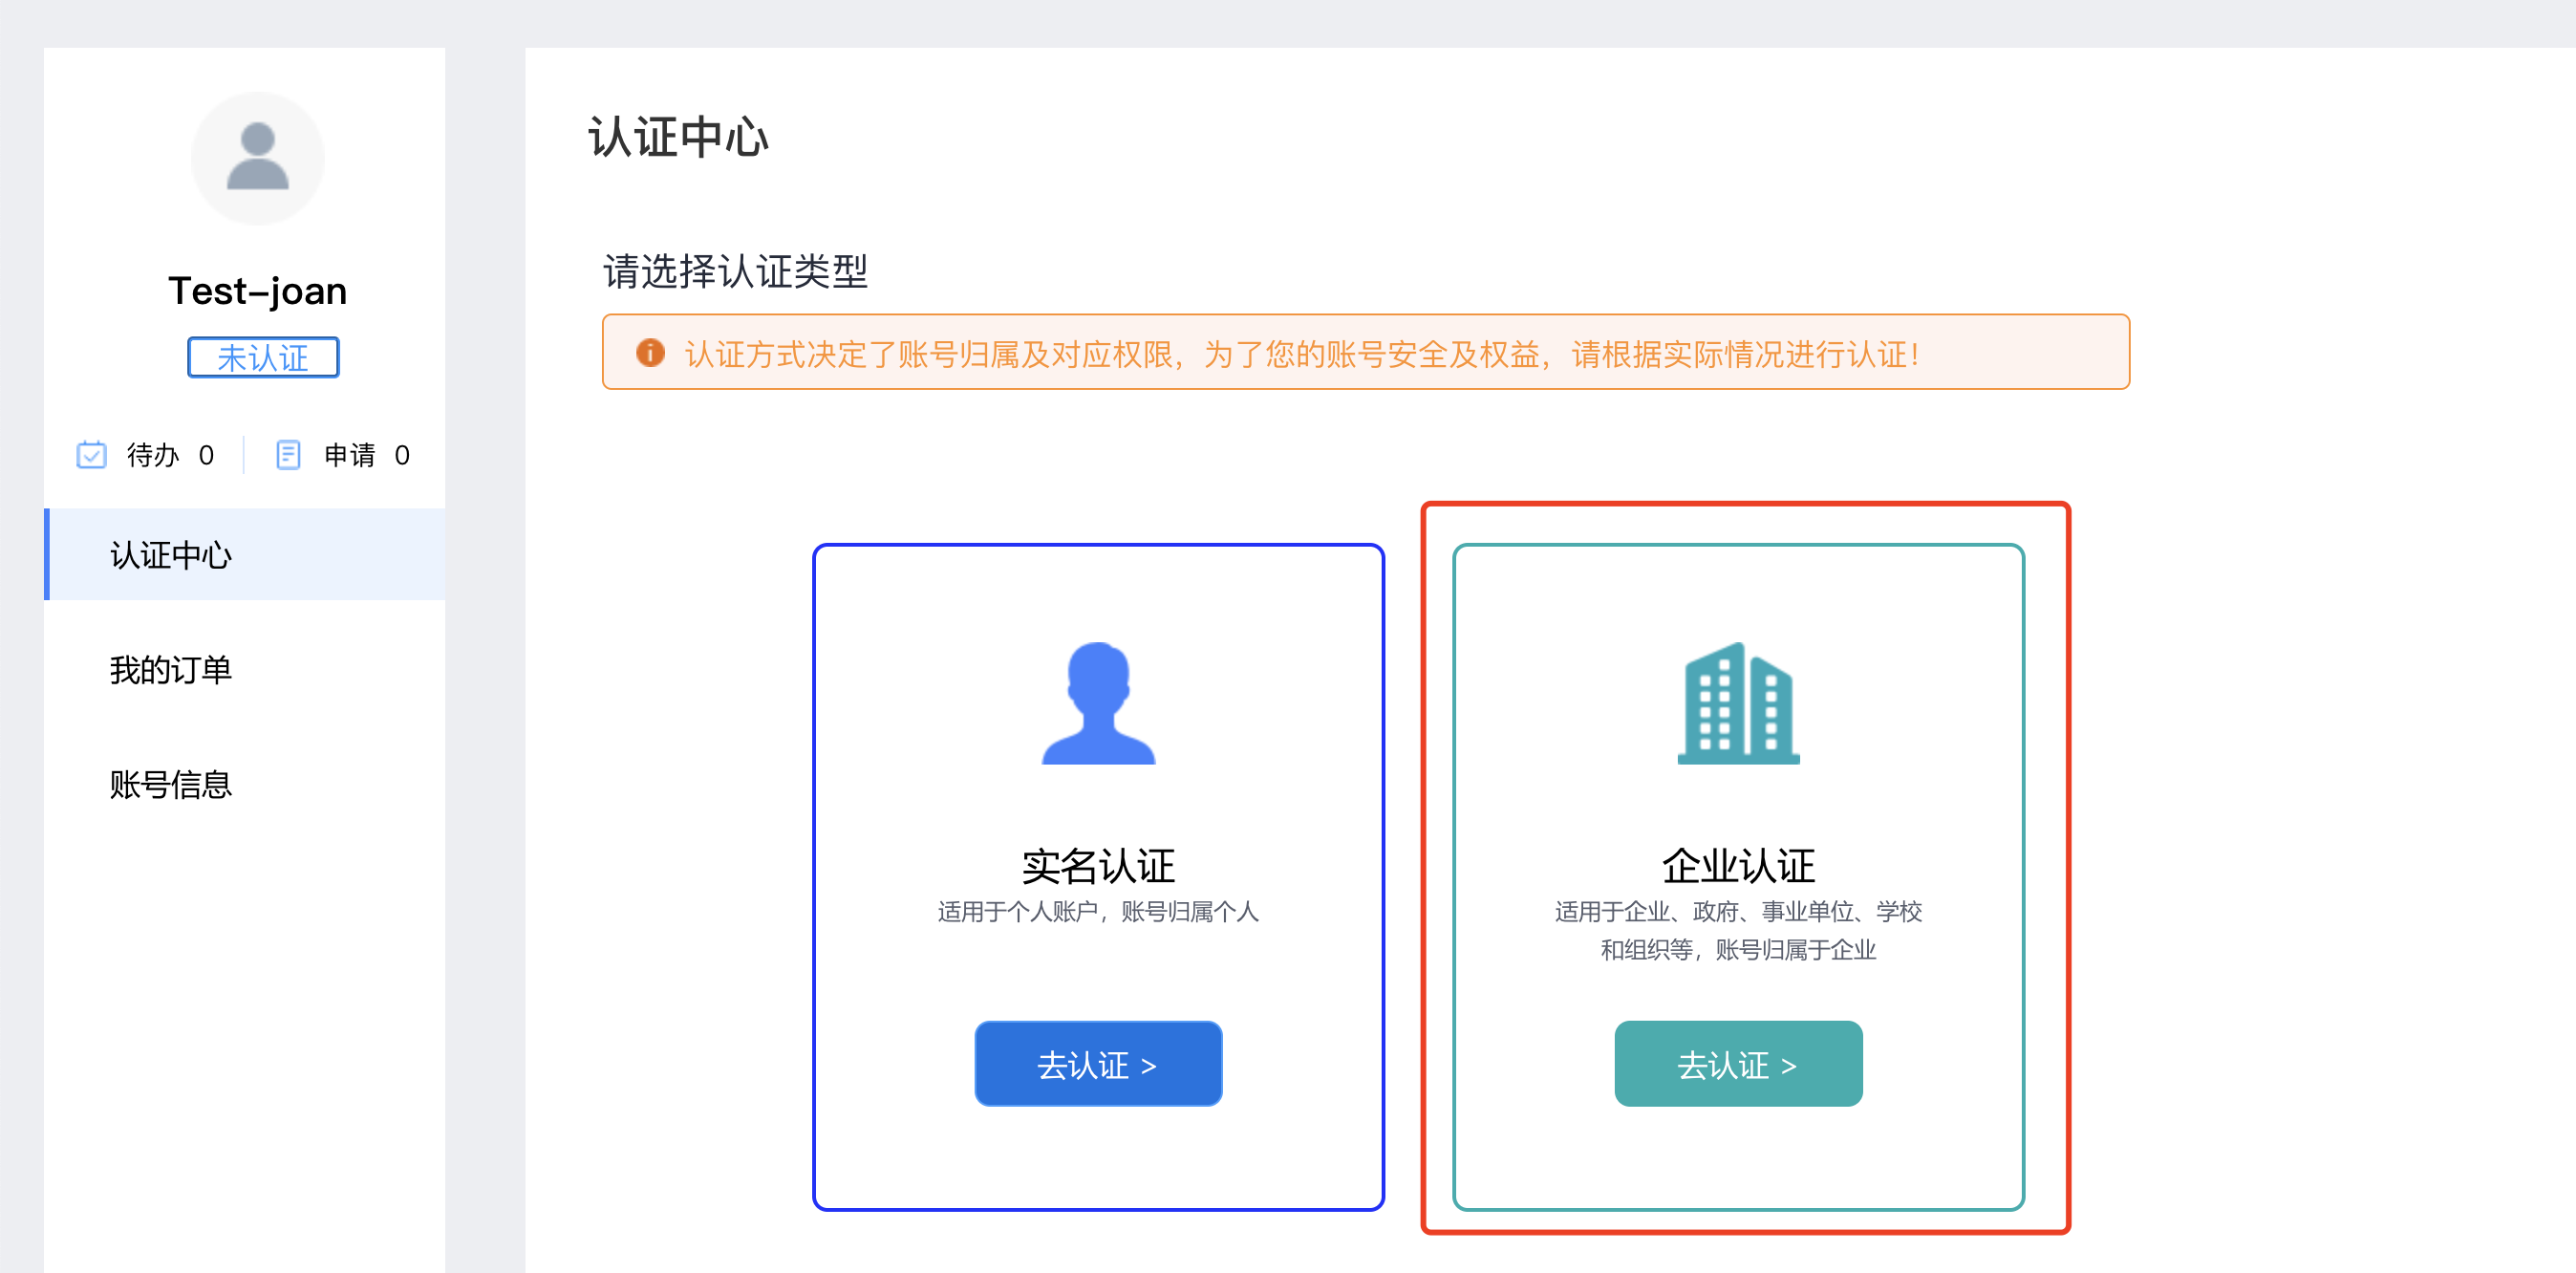 Test-joan
未认证
待办 0
申请 0
认证中心
我的订单
账号信息
认证中心
请选择认证类型
认证方式决定了账号归属及对应权限，为了您的账号安全及权益，请根据实际情况进行认证！
实名认证
适用于个人账户，账号归属个人
去认证 >
企业认证
适用于企业、政府、事业单位、学校
和组织等，账号归属于企业
去认证 >